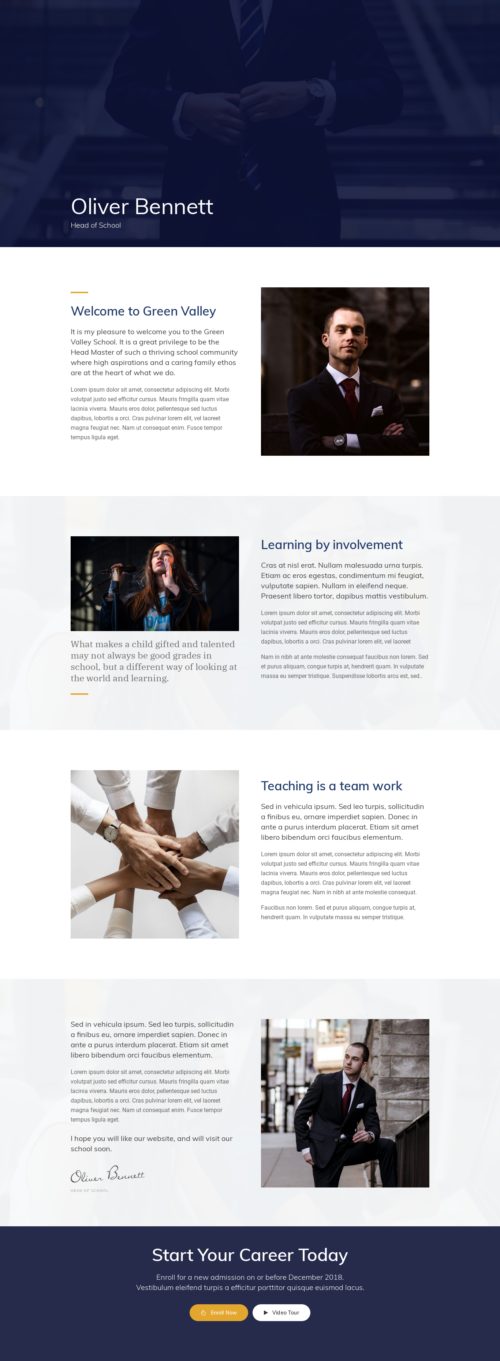 Oliver Bennett
Head of School
Welcome to Green Valley
It is my pleasure to welcome you to the Green
Valley School. It is a great privilege to be the
Head Master of such a thriving school community
where high aspirations and a caring family ethos
are at the heart of what we do.
Lorem ipsum dolor sit amet, consectetur adipiscing elit. Morbi
volutpat justo sed efficitur cursus. Mauris fringilla quam vitae
lacinia viverra. Mauris eros dolor, pellentesque sed luctus
dapibus, lobortis a orci. Cras pulvinar lorem elit, vel laoreet
magna feugiat nec. Nam ut consequat enim. Fusce tempor
tempus ligula eget.
Learning by involvement
Cras at nisl erat. Nullam malesuada urna turpis.
Etiam ac eros egestas, condimentum mi feugiat,
vulputate sapien. Nullam in eleifend neque.
Praesent libero tortor, dapibus mattis vestibulum.
Lorem ipsum dolor sit amet, consectetur adipiscing elit. Morbi
volutpat justo sed efficitur cursus. Mauris fringilla quam vitae
lacinia viverra. Mauris eros dolor, pellentesque sed luctus
dapibus, lobortis a orci. Cras pulvinar lorem elit, vel laoreet
Nam in nibh at ante molestie consequat faucibus non lorem. Sed
et purus aliquam, congue turpis at, hendrerit quam. In vulputate
massa eu semper tristique. Suspendisse lobortis arcu est, sed.
What makes a child gifted and talented
may not always be good grades in
school, but a different way of looking at
the world and learning.
Teaching is a team work
Sed in vehicula ipsum. Sed leo turpis, sollicitudin
a finibus eu, ornare imperdiet sapien. Donec in
ante a purus interdum placerat. Etiam sit amet
libero bibendum orci faucibus elementum.
Lorem ipsum dolor sit amet, consectetur adipiscing elit. Morbi
volutpat justo sed efficitur cursus. Mauris fringilla quam vitae
lacinia viverra. Mauris eros dolor, pellentesque sed luctus
dapibus, lobortis a orci. Cras pulvinar lorem elit, vel laoreet
magna feugiat nec. Nam in nibh at ante molestie consequat.
Faucibus non lorem. Sed et purus aliquam, congue turpis at,
hendrerit quam. In vulputate massa eu semper tristique.
Sed in vehicula ipsum. Sed leo turpis, sollicitudin
a finibus eu, ornare imperdiet sapien. Donec in
ante a purus interdum placerat. Etiam sit amet
libero bibendum orci faucibus elementum.
Lorem ipsum dolor sit amet, consectetur adipiscing elit. Morbi
volutpat justo sed efficitur cursus. Mauris fringilla quam vitae
lacinia viverra. Mauris eros dolor, pellentesque sed luctus
dapibus, lobortis a orci. Cras pulvinar lorem elit, vel laoreet
magna feugiat nec. Nam ut consequat enim. Fusce tempor
tempus ligula eget.
I hope you will like our website, and will visit our
school soon.
Oliver Bennett
HEAD OF SCHOOL
Start Your Career Today
Enroll for a new admission on or before December 2018.
Vestibulum eleifend turpis a efficitur porttitor quisque euismod lacus.
Enroll Now
Video Tour